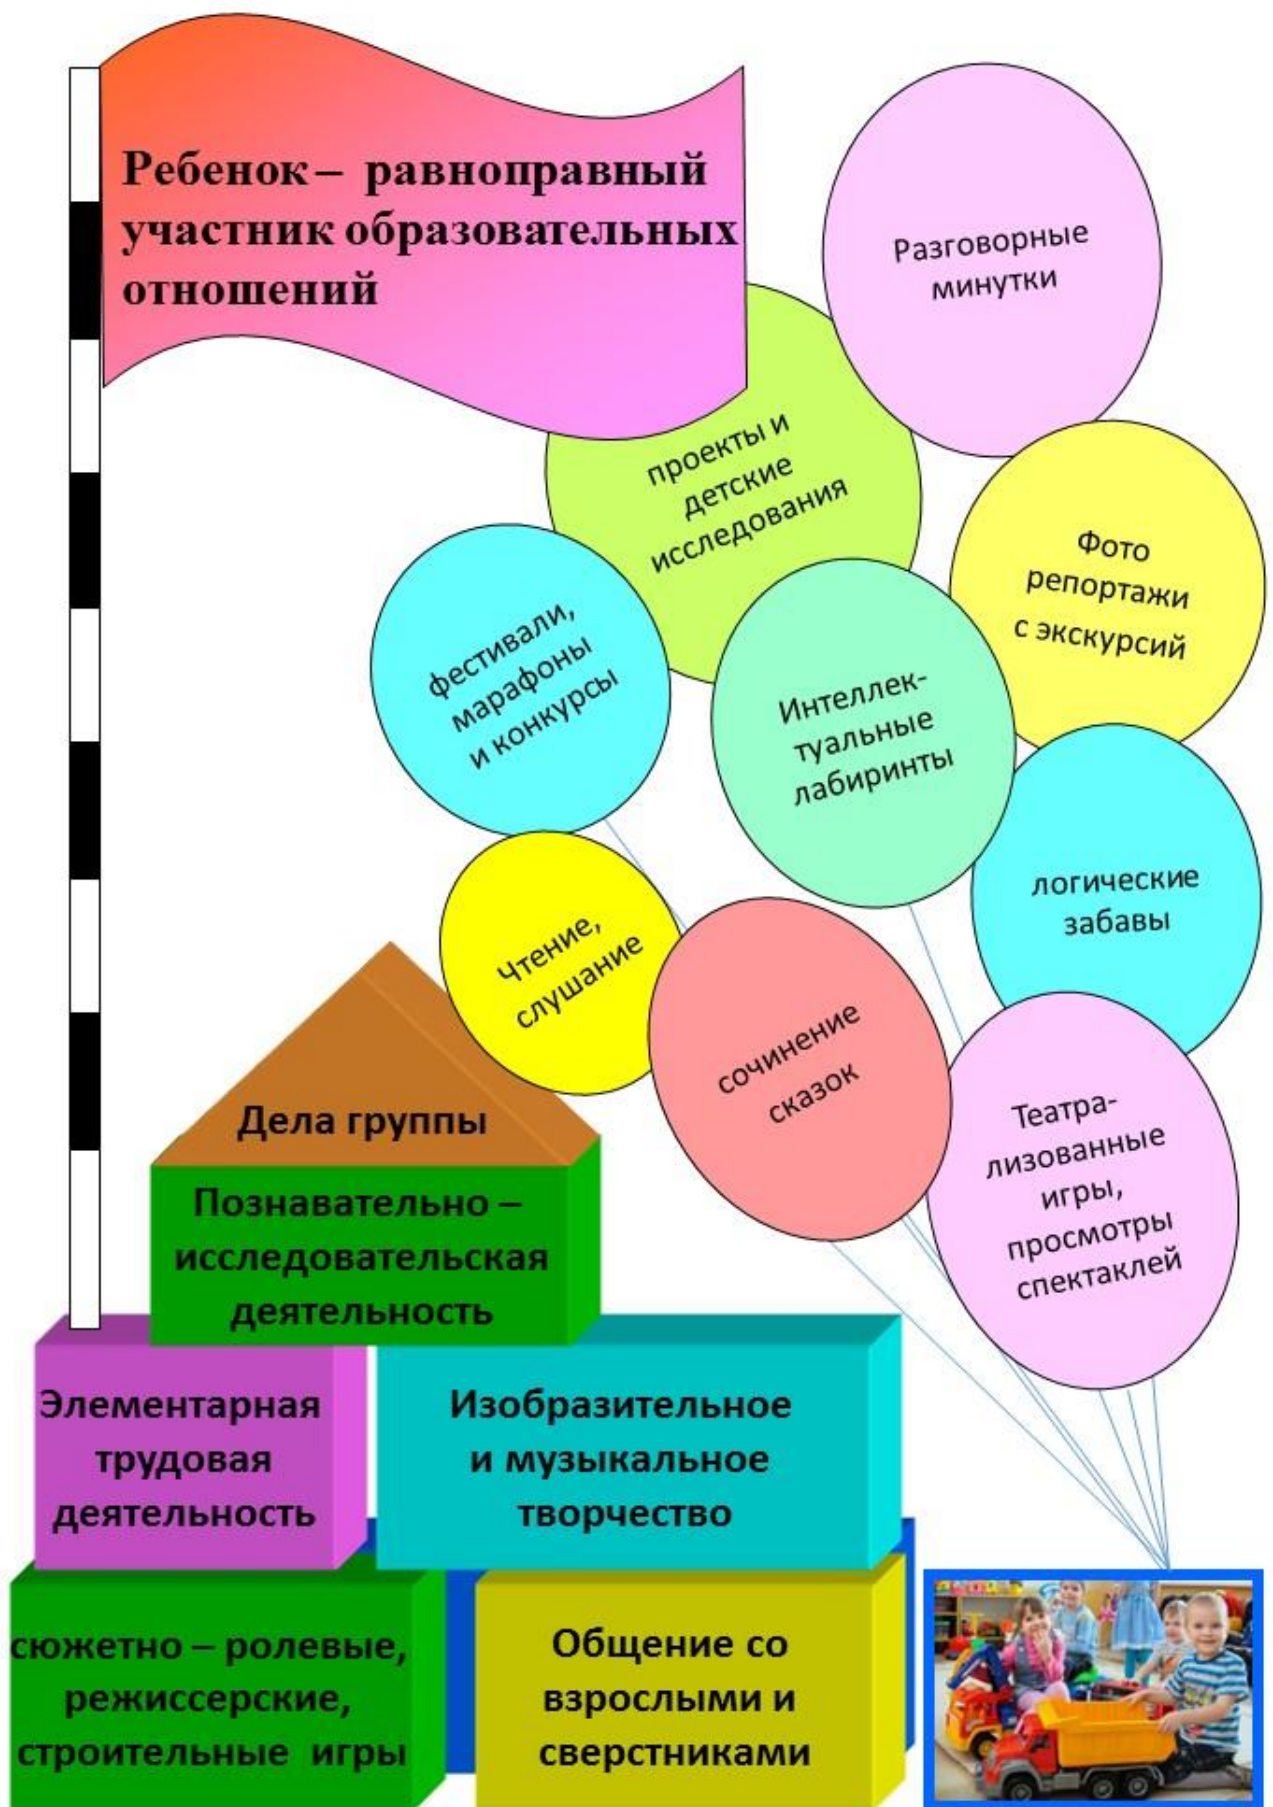 Ребенок – равноправный
участник образовательных
отношений
Разговорные
минутки
проекты и
детские
исследования
Фото
репортажи
с экскурсий
фестивали,
марафоны
и конкурсы
Интеллек-
туальные
лабиринты
логические
забавы
Чтение,
слушание
сочинение
сказок
Театра-
лизованные
игры,
просмотры
спектаклей
Дела группы
Познавательно –
исследовательская
деятельность
Элементарная
трудовая
деятельность
Изобразительное
и музыкальное
творчество
сюжетно – ролевые,
режиссерские,
строительные игры
Общение со
взрослыми и
сверстниками